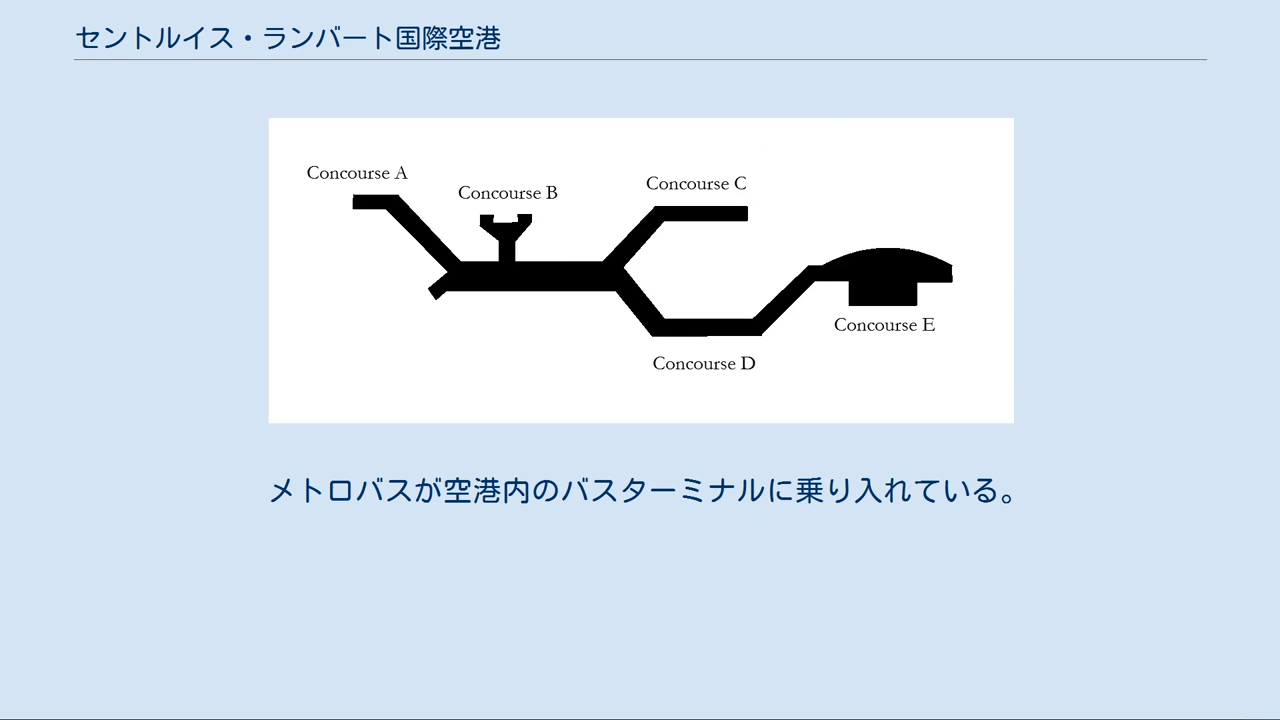 セントルイス・ランバート国際空港
Concourse A
Concourse B
Concourse C
Concourse E
Concourse D
メトロバスが空港内のバスターミナルに乗り入れている。